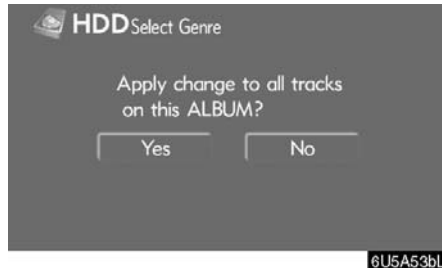 HDD Select Genre
Apply change to all tracks
on this ALBUM?
Yes No
6U5A53bL